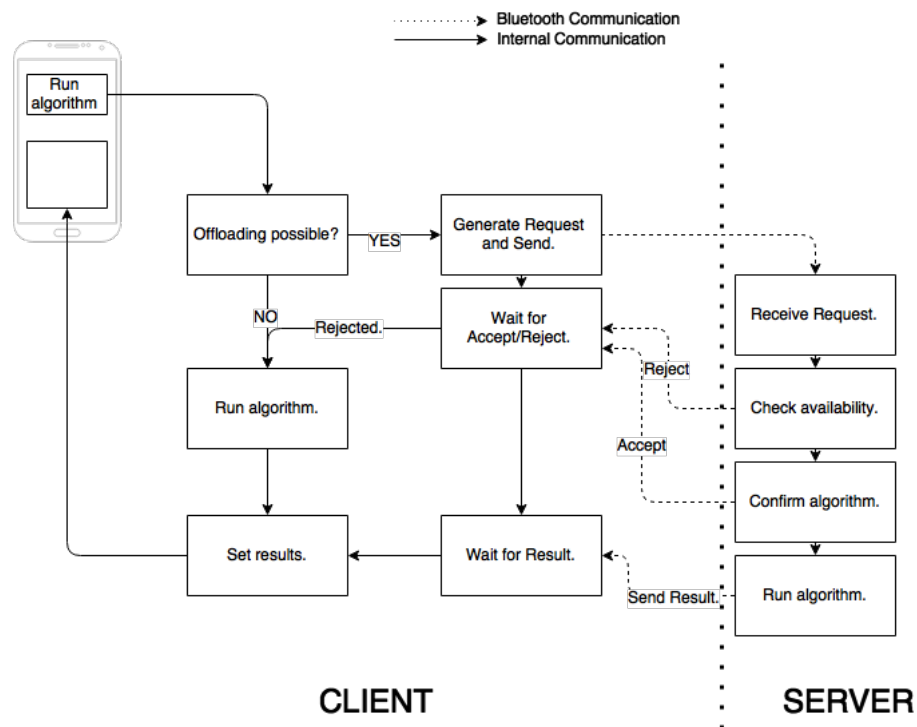 Bluetooth Communication
Internal Communication
Run
algorithm
Offloading possible?
YES
Generate Request
and Send.
Receive Request.
NO
Rejected.
Wait for
Accept/Reject.
Reject
Run algorithm.
Check availability.
Accept
Confirm algorithm.
Set results.
Wait for Result.
Send Result.
Run algorithm.
CLIENT
SERVER